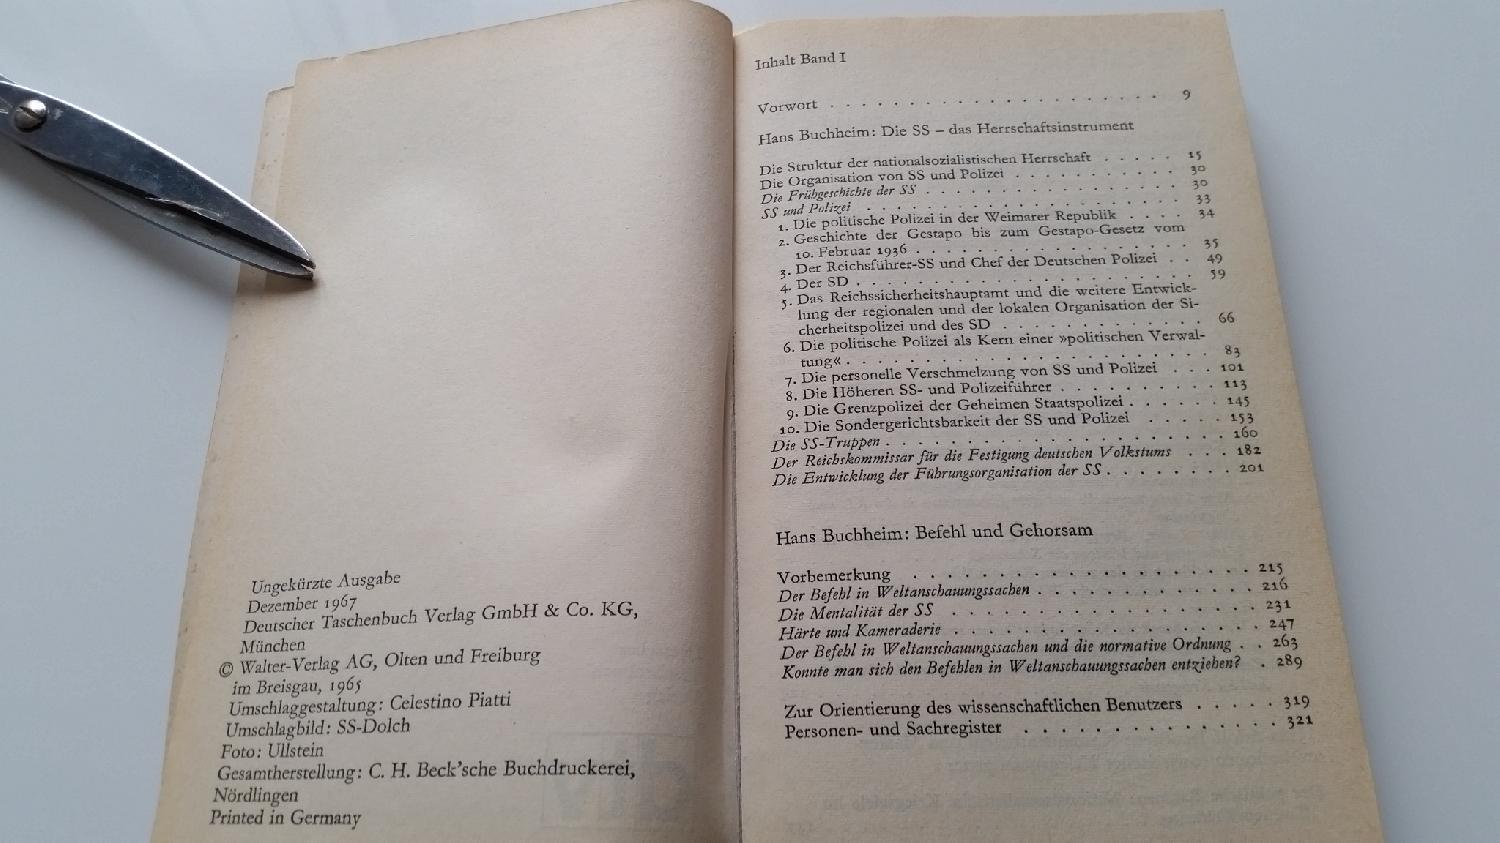 Ungekürzte Ausgabe
Dezember 1967
Deutscher Taschenbuch Verlag GmbH & Co. KG,
München
© Walter-Verlag AG, Olten und Freiburg
im Breisgau, 1965
Umschlaggestaltung: Celestino Piatti
Umschlagbild: SS-Dolch
Foto: Ullstein
Gesamtherstellung: C. H. Beck'sche Buchdruckerei,
Nördlingen
Printed in Germany
Inhalt Band I
Vorwort . . . . . . . . . . . . . . . . . . . . . 9
Hans Buchheim: Die SS – das Herrschaftsinstrument
Die Struktur der nationalsozialistischen Herrschaft . . . . . 15
Die Organisation von SS und Polizei . . . . . . . . . . 30
Die Frühgeschichte der SS . . . . . . . . . . . . . . . 30
SS und Polizei . . . . . . . . . . . . . . . . . . . 33
1. Die politische Polizei in der Weimarer Republik . . . . 34
2. Geschichte der Gestapo bis zum Gestapo-Gesetz vom
10. Februar 1936 . . . . . . . . . . . . . . . . 35
3. Der Reichsführer-SS und Chef der Deutschen Polizei . . 49
4. Der SD . . . . . . . . . . . . . . . . . . . . 59
5. Das Reichssicherheitshauptamt und die weitere Entwick-
lung der regionalen und der lokalen Organisation der Si-
cherheitspolizei und des SD . . . . . . . . . . . . 66
6. Die politische Polizei als Kern einer »politischen Verwal-
tung« . . . . . . . . . . . . . . . . . . . . . 83
7. Die personelle Verschmelzung von SS und Polizei . . . 101
8. Die Höheren SS- und Polizeiführer . . . . . . . . . . 113
9. Die Grenzpolizei der Geheimen Staatspolizei . . . . . . 145
10. Die Sondergerichtsbarkeit der SS und Polizei . . . . . 153
Die SS-Truppen . . . . . . . . . . . . . . . . . . . 160
Der Reichskommissar für die Festigung deutschen Volkstums . . . 182
Die Entwicklung der Führungsorganisation der SS . . . . . . . . 201
Hans Buchheim: Befehl und Gehorsam
Vorbemerkung . . . . . . . . . . . . . . . . . . . 215
Der Befehl in Weltanschauungssachen . . . . . . . . . . . . 216
Die Mentalität der SS . . . . . . . . . . . . . . . . . 231
Härte und Kameraderie . . . . . . . . . . . . . . . . . 247
Der Befehl in Weltanschauungssachen und die normative Ordnung . . 263
Konnte man sich den Befehlen in Weltanschauungssachen entziehen? . 289
Zur Orientierung des wissenschaftlichen Benutzers . . . . . 319
Personen- und Sachregister . . . . . . . . . . . . . . 321